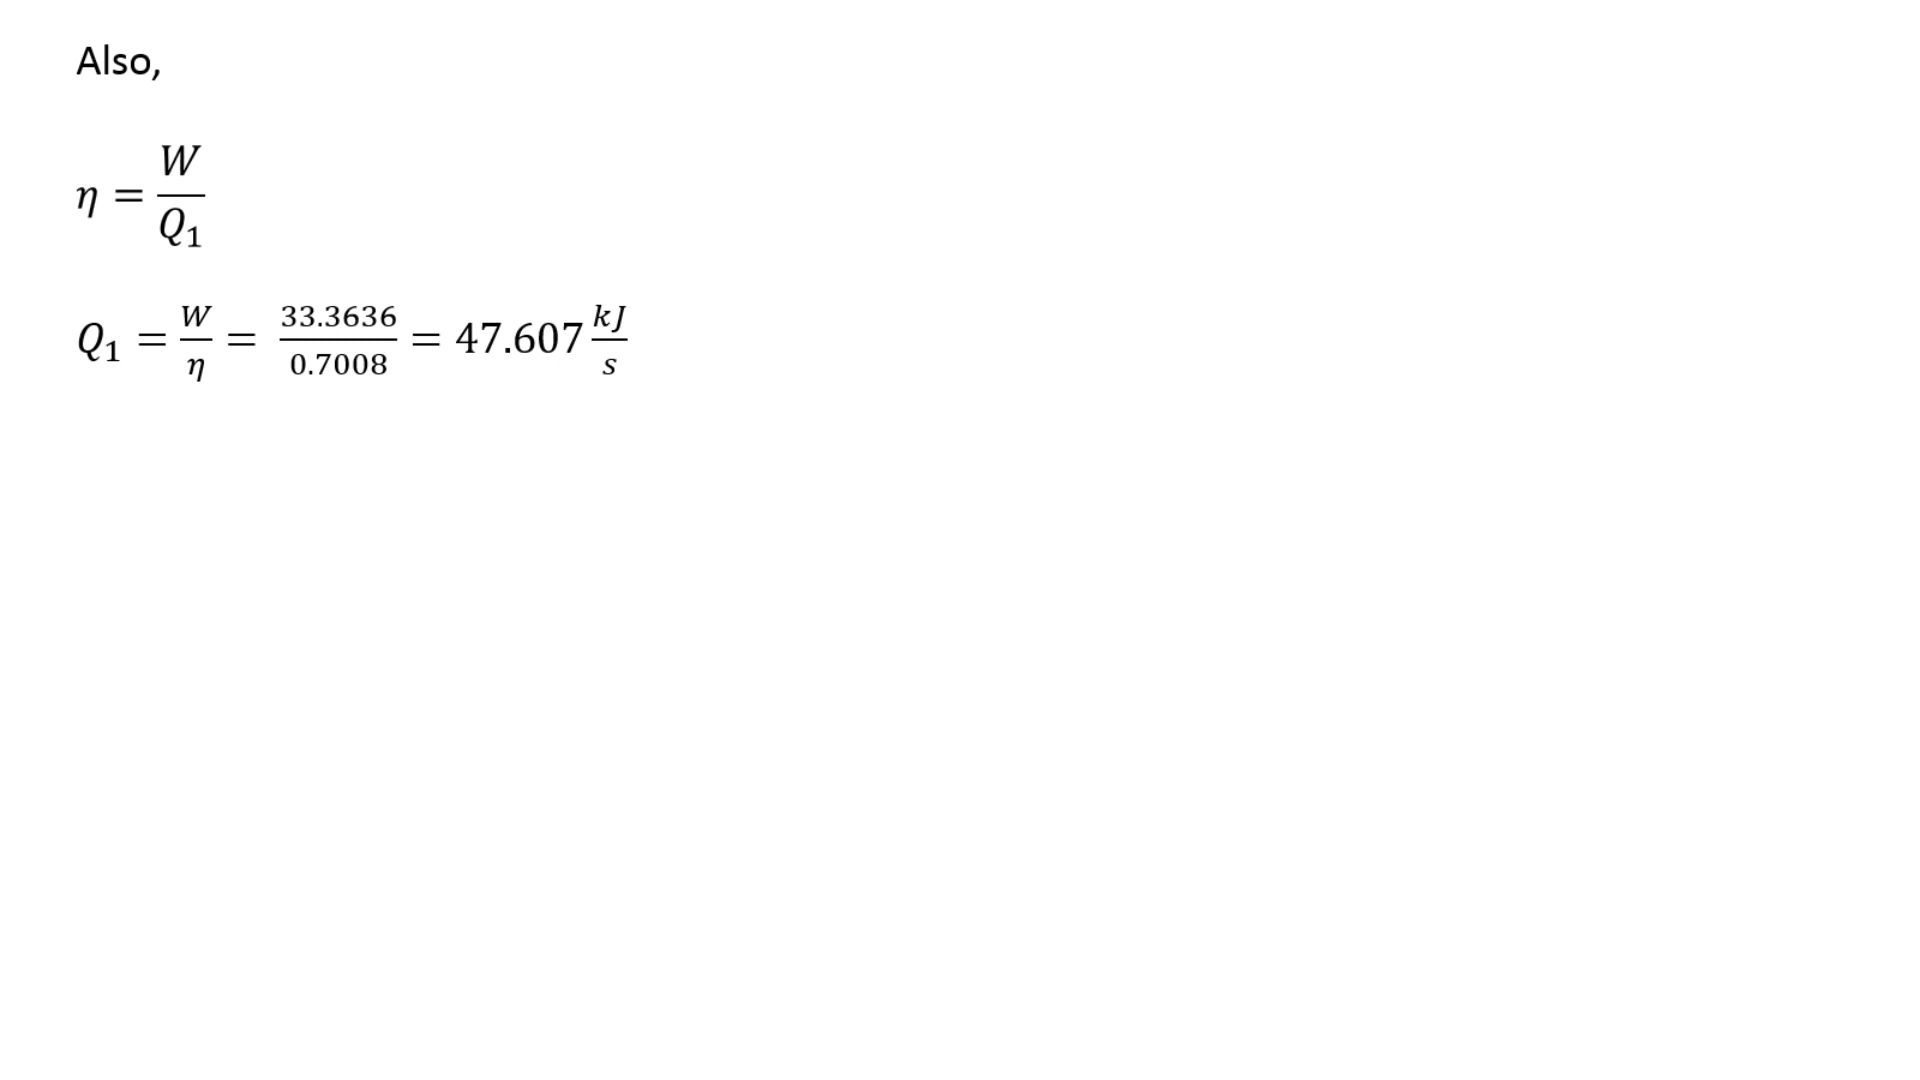 Also,
η = W/Q₁
Q₁ = W/η = 33.3636/0.7008 = 47.607 kJ/s